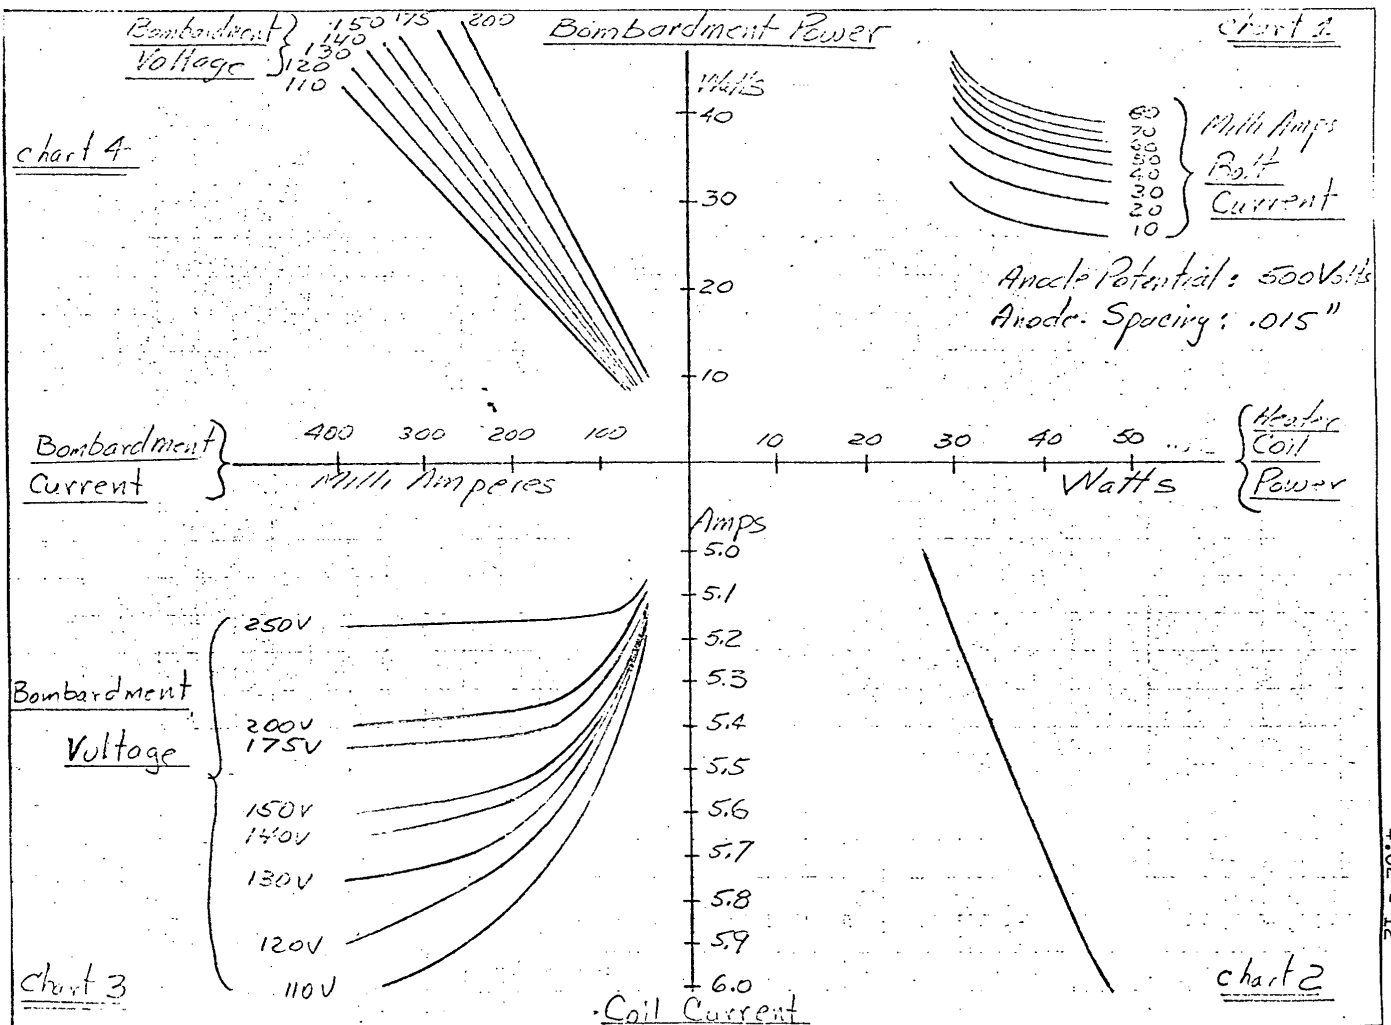 Bombardment Power
chart 1
Bombardment
Voltage
110
120
130
140
150
175
200
chart 4
Watts
40
30
20
10
80
70
60
50
40
30
20
10
Milli Amps
Bolt
Current
Anode Potential: 500 Volts
Anode Spacing: .015"
Bombardment
Current
400 300 200 100
Milli Amperes
10 20 30 40 50
Watts
Heater
Coil
Power
Amps
5.0
5.1
5.2
5.3
5.4
5.5
5.6
5.7
5.8
5.9
6.0
Coil Current
Bombardment
Vultage
250V
200V
175V
150V
140V
130V
120V
110V
Chart 3
chart 2